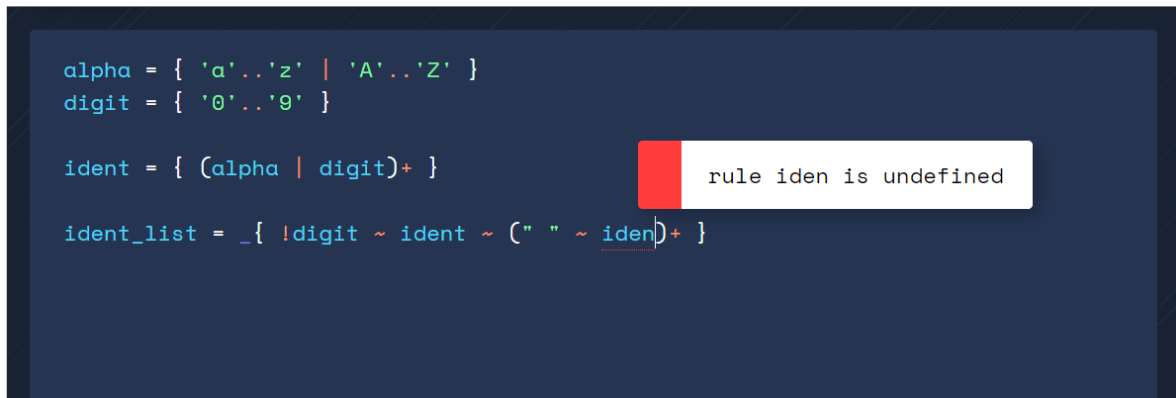 alpha = { 'a'..'z' | 'A'..'Z' }
digit = { '0'..'9' }
ident = { (alpha | digit)+ }
rule iden is undefined
ident_list = _{ !digit ~ ident ~ (" " ~ iden)+ }